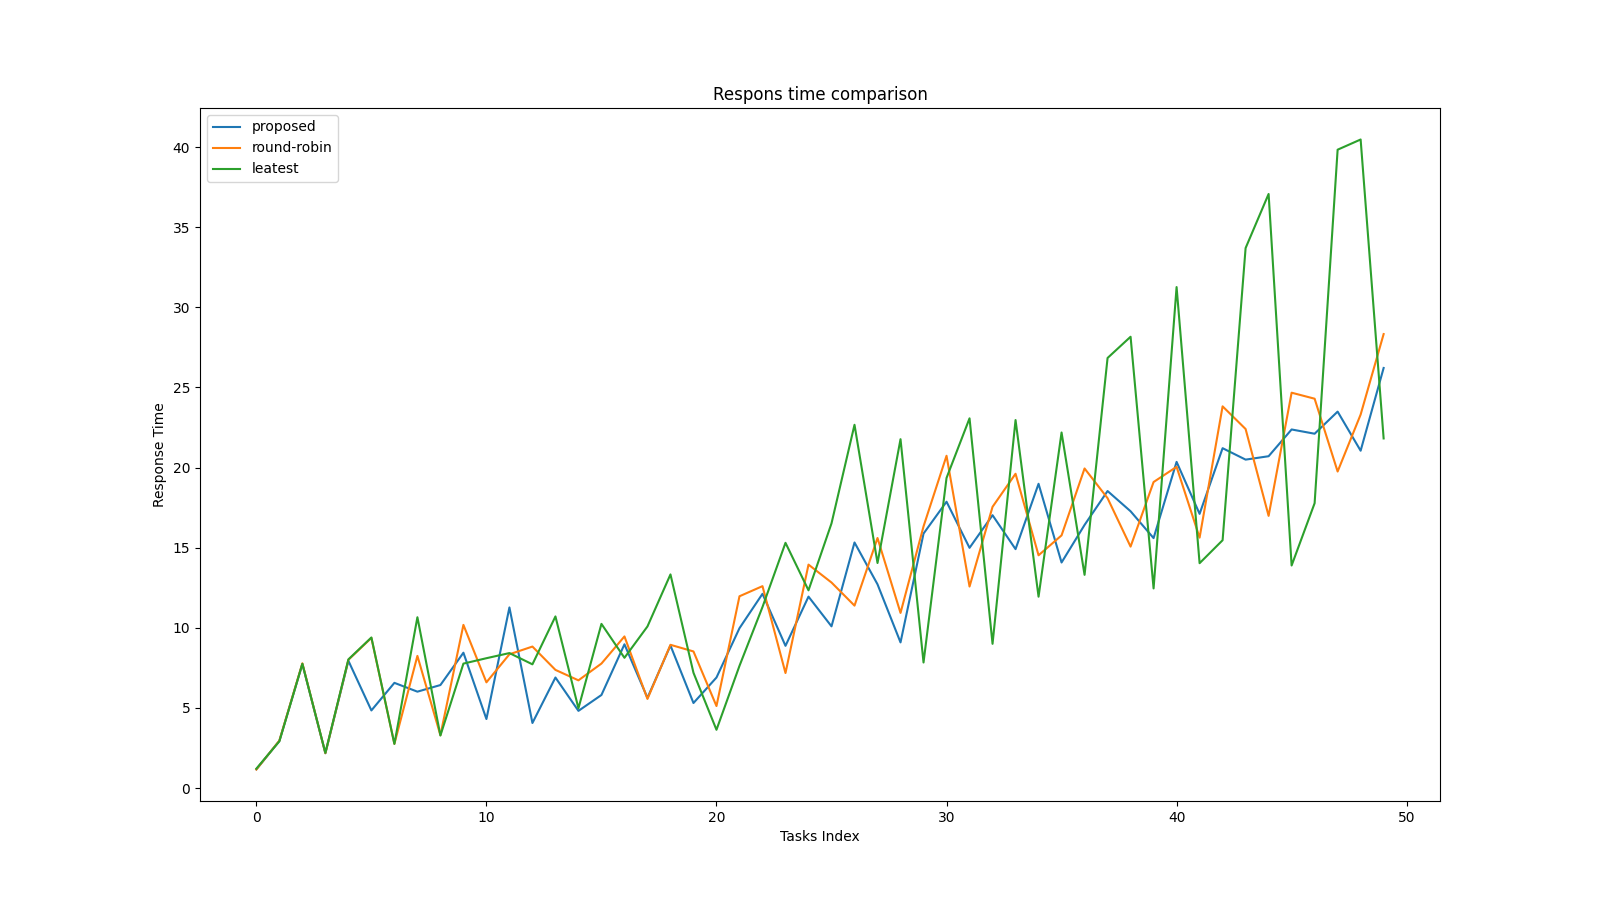 Respons time comparison
proposed
round-robin
leatest
40
35
30
25
20
15
10
5
0
Response Time
0 10 20 30 40 50
Tasks Index